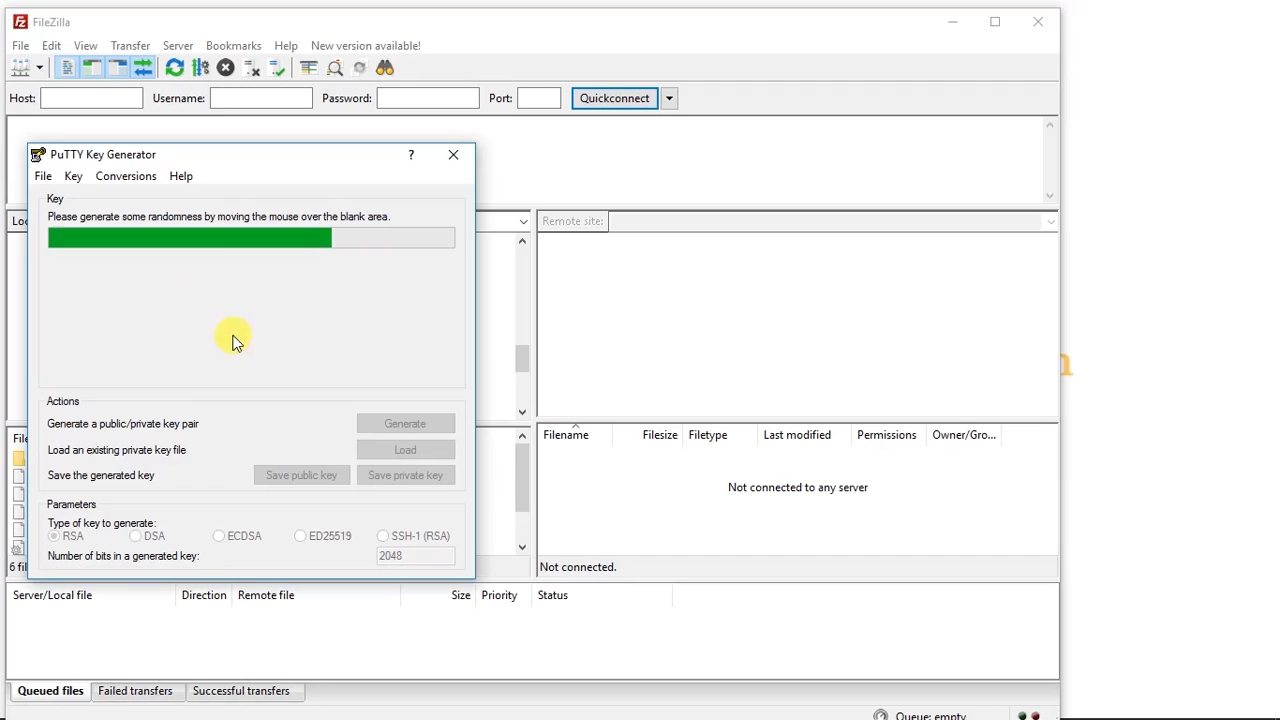 FileZilla
File Edit View Transfer Server Bookmarks Help New version available!
Host: Username: Password: Port: Quickconnect
PuTTY Key Generator ?
File Key Conversions Help
Key
Please generate some randomness by moving the mouse over the blank area.
Remote site:
Actions
Generate a public/private key pair Generate
Load an existing private key file Load
Save the generated key Save public key Save private key
Parameters
Type of key to generate:
RSA DSA ECDSA ED25519 SSH-1 (RSA)
Number of bits in a generated key: 2048
Filename Filesize Filetype Last modified Permissions Owner/Gro...
Not connected to any server
Not connected.
Server/Local file Direction Remote file Size Priority Status
Queued files Failed transfers Successful transfers
Queue: empty